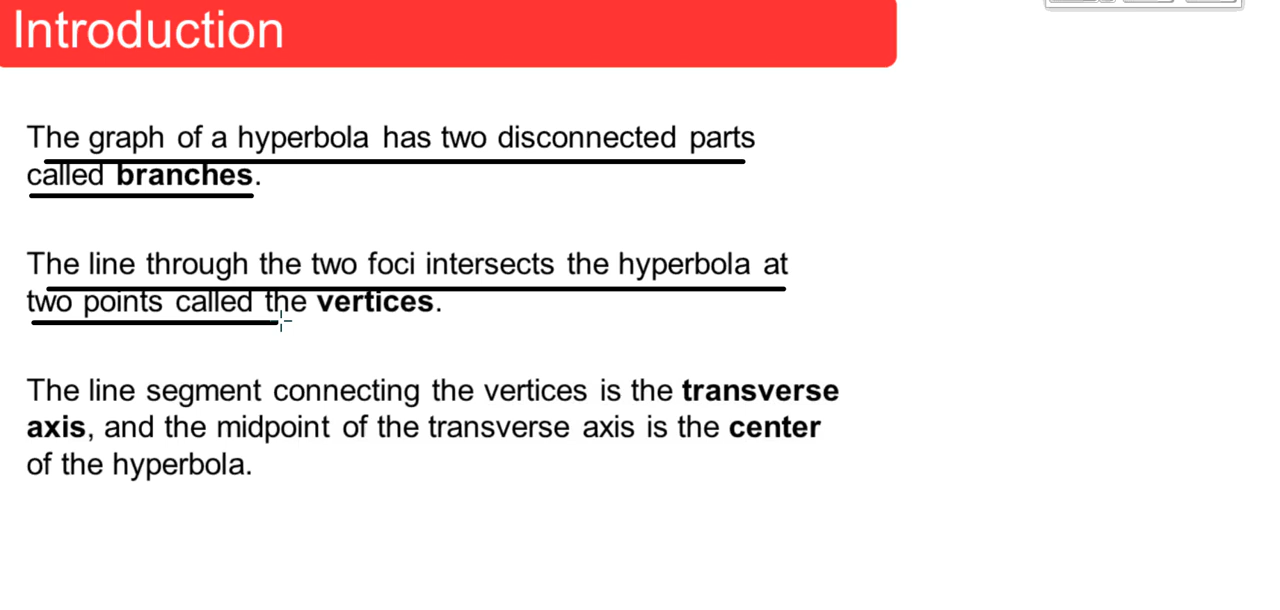 Introduction
The graph of a hyperbola has two disconnected parts
called branches.
The line through the two foci intersects the hyperbola at
two points called the vertices.
The line segment connecting the vertices is the transverse
axis, and the midpoint of the transverse axis is the center
of the hyperbola.